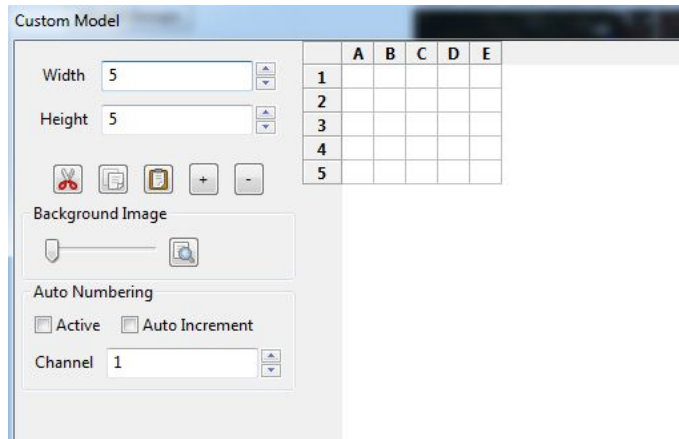 Custom Model
Width 5
Height 5
+ -
Background Image
Auto Numbering
Active Auto Increment
Channel 1
A B C D E
1
2
3
4
5